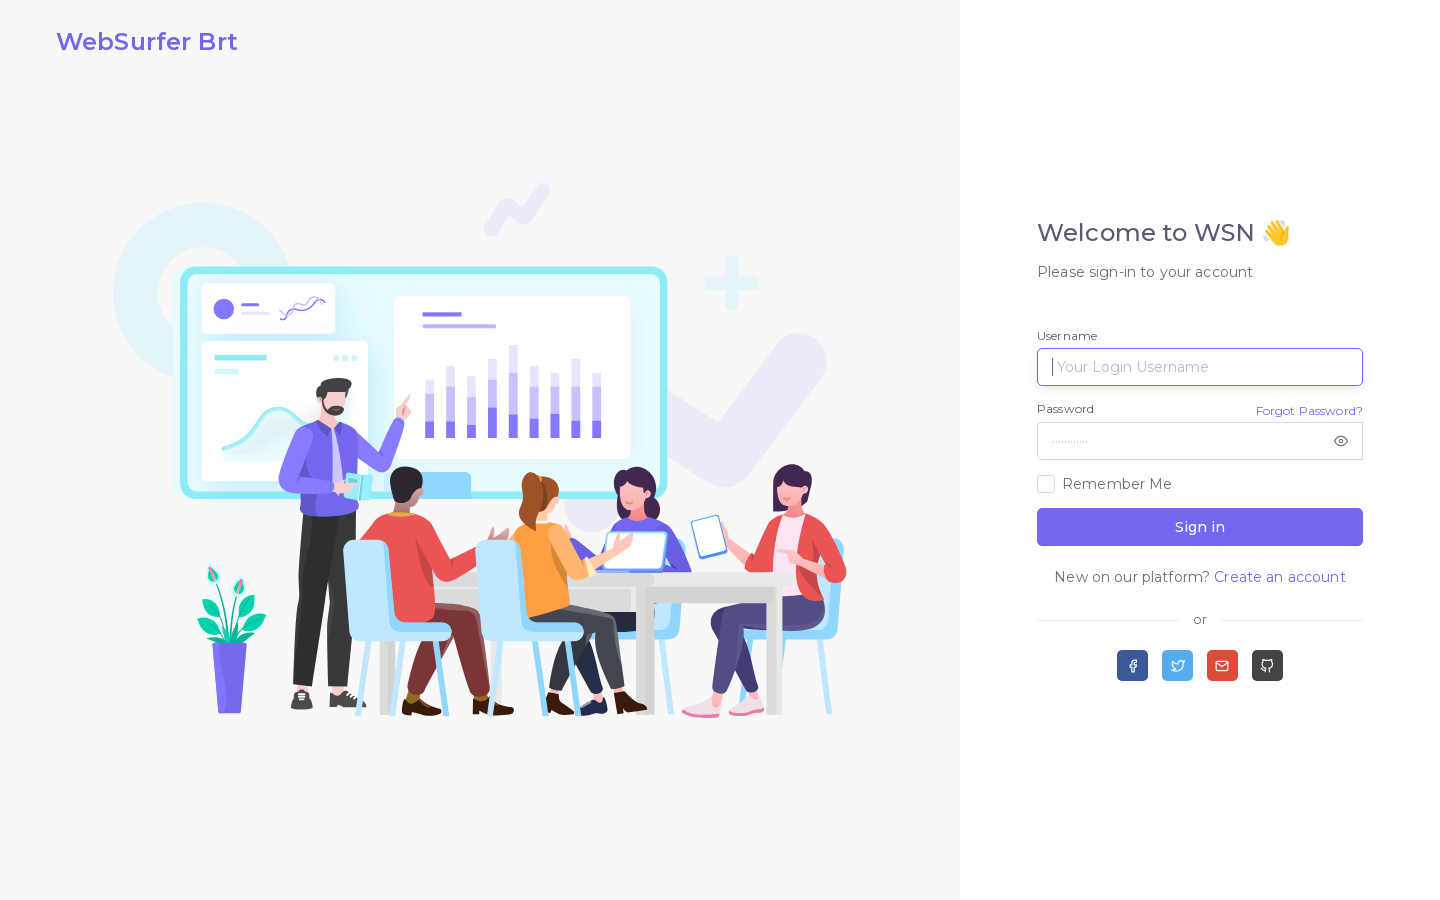 WebSurfer Brt
Welcome to WSN 👋
Please sign-in to your account
Username
Your Login Username
Password
Forgot Password?
············
Remember Me
Sign in
New on our platform? Create an account
or